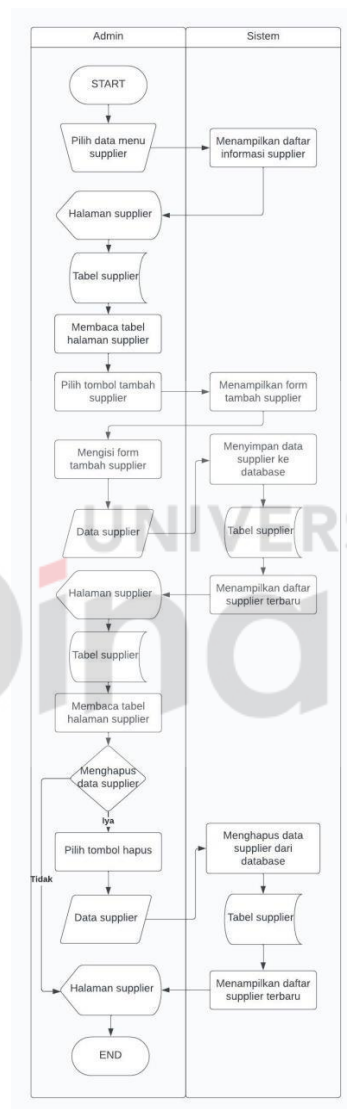 Admin
Sistem
START
Pilih data menu
supplier
Menampilkan daftar
informasi supplier
Halaman supplier
Tabel supplier
Membaca tabel
halaman supplier
Pilih tombol tambah
supplier
Menampilkan form
tambah supplier
Mengisi form
tambah supplier
Menyimpan data
supplier ke
database
Data supplier
UNIVERS
Tabel supplier
Dina
Menampilkan daftar
supplier terbaru
Halaman supplier
Tabel supplier
Membaca tabel
halaman supplier
Menghapus
data supplier
Iya
Pilih tombol hapus
Menghapus data
supplier dari
database
Tidak
Data supplier
Tabel supplier
Menampilkan daftar
supplier terbaru
Halaman supplier
END